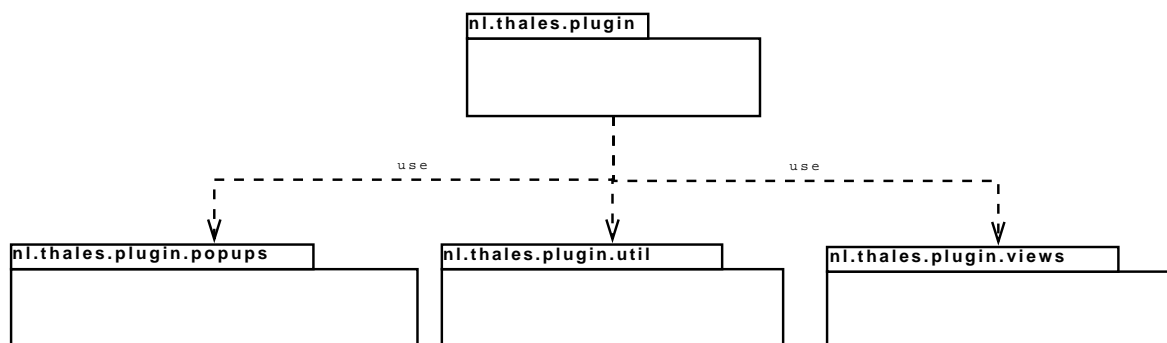 nl.thales.plugin
use
use
nl.thales.plugin.popups
nl.thales.plugin.util
nl.thales.plugin.views